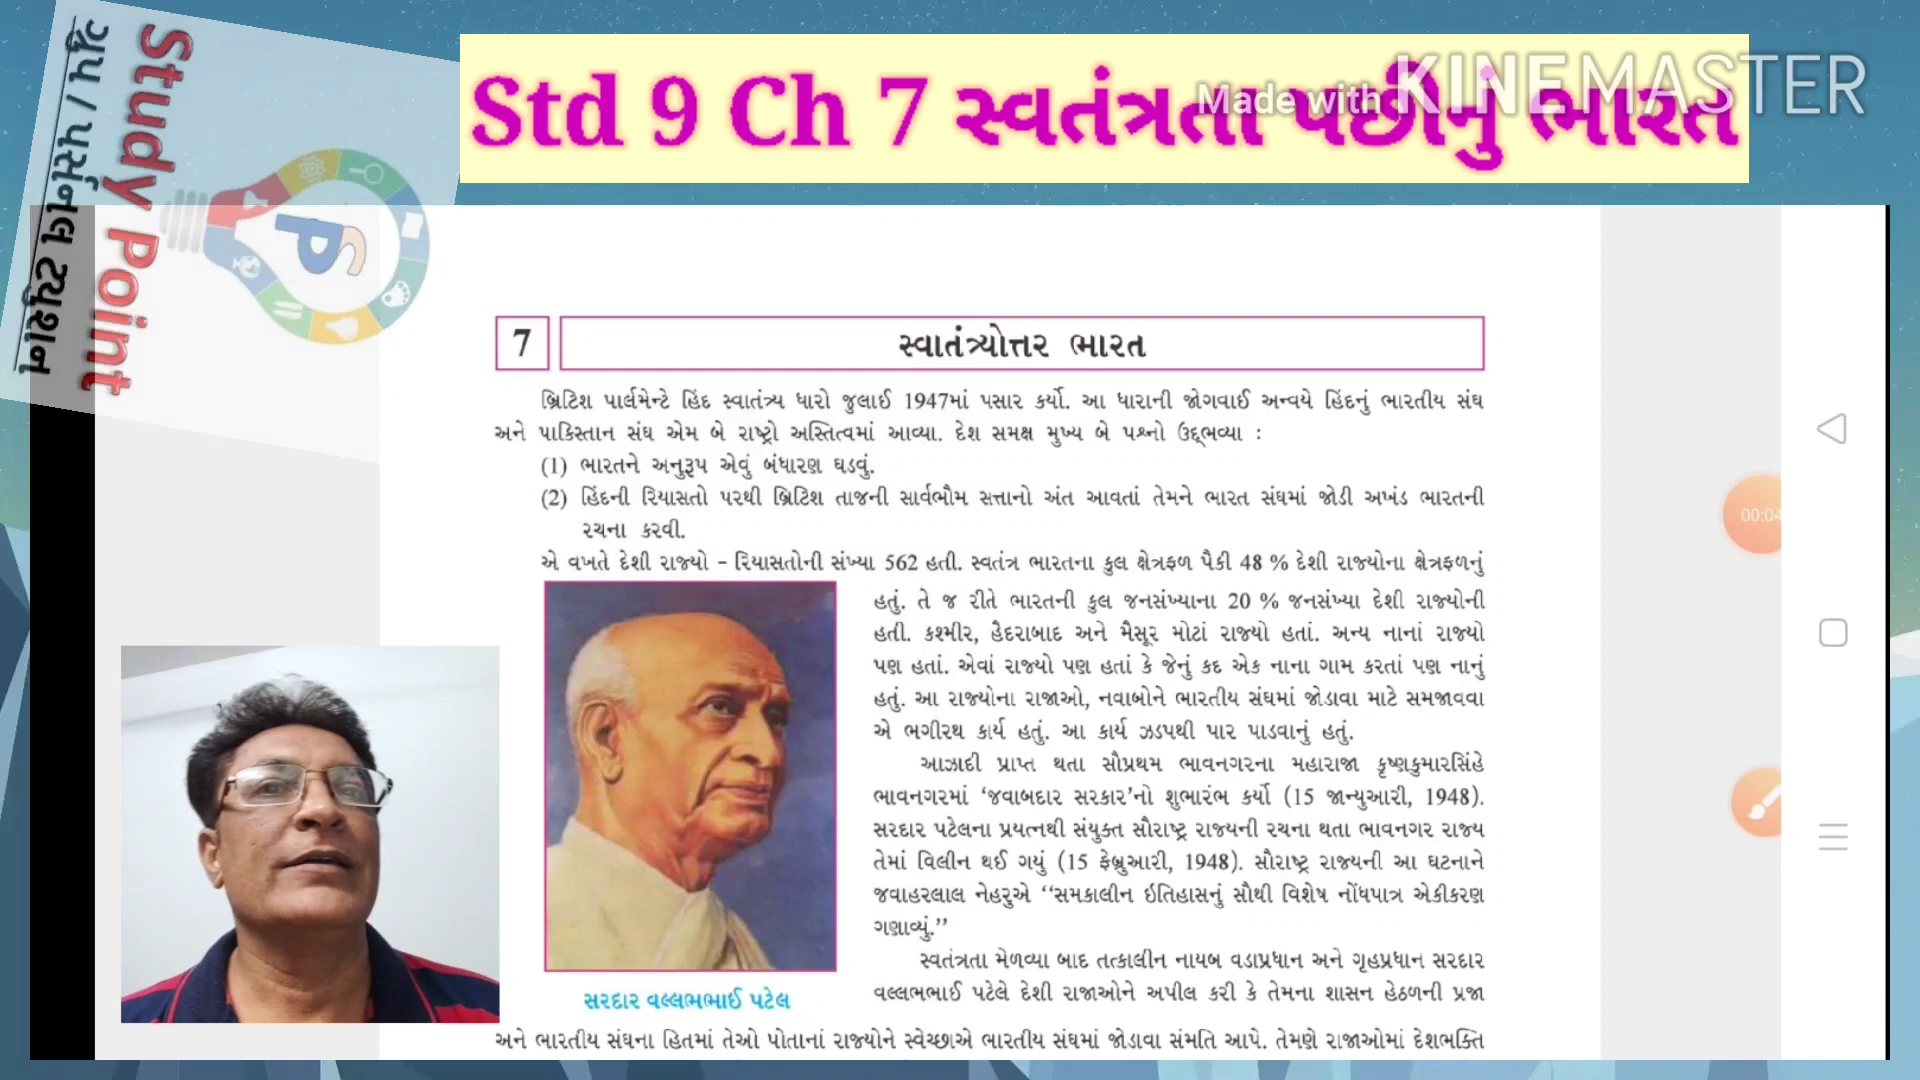 Std 9 Ch 7 સ્વતંત્રતા પછીનું ભારત
Made with KINEMASTER
Study Point
પર્સનલ ટ્યુશન
PS
7
સ્વાતંત્ર્યોત્તર ભારત
બ્રિટિશ પાર્લમેન્ટે હિંદ સ્વાતંત્ર્ય ધારો જુલાઈ 1947માં પસાર કર્યો. આ ધારાની જોગવાઈ અન્વયે હિંદનું ભારતીય સંઘ
અને પાકિસ્તાન સંઘ એમ બે રાષ્ટ્રો અસ્તિત્વમાં આવ્યા. દેશ સમક્ષ મુખ્ય બે પ્રશ્નો ઉદ્ભવ્યા :
(1) ભારતને અનુરૂપ એવું બંધારણ ઘડવું.
(2) હિંદની રિયાસતો પરથી બ્રિટિશ તાજની સાર્વભૌમ સત્તાનો અંત આવતાં તેમને ભારત સંઘમાં જોડી અખંડ ભારતની
રચના કરવી.
એ વખતે દેશી રાજ્યો – રિયાસતોની સંખ્યા 562 હતી. સ્વતંત્ર ભારતના કુલ ક્ષેત્રફળ પૈકી 48 % દેશી રાજ્યોના ક્ષેત્રફળનું
હતું. તે જ રીતે ભારતની કુલ જનસંખ્યાના 20 % જનસંખ્યા દેશી રાજ્યોની
હતી. કશ્મીર, હૈદરાબાદ અને મૈસૂર મોટાં રાજ્યો હતાં. અન્ય નાનાં રાજ્યો
પણ હતાં. એવાં રાજ્યો પણ હતાં કે જેનું કદ એક નાના ગામ કરતાં પણ નાનું
હતું. આ રાજ્યોના રાજાઓ, નવાબોને ભારતીય સંઘમાં જોડાવા માટે સમજાવવા
એ ભગીરથ કાર્ય હતું. આ કાર્ય ઝડપથી પાર પાડવાનું હતું.
આઝાદી પ્રાપ્ત થતા સૌપ્રથમ ભાવનગરના મહારાજા કૃષ્ણકુમારસિંહે
ભાવનગરમાં ‘જવાબદાર સરકાર’નો શુભારંભ કર્યો (15 જાન્યુઆરી, 1948).
સરદાર પટેલના પ્રયત્નથી સંયુક્ત સૌરાષ્ટ્ર રાજ્યની રચના થતા ભાવનગર રાજ્ય
તેમાં વિલીન થઈ ગયું (15 ફેબ્રુઆરી, 1948). સૌરાષ્ટ્ર રાજ્યની આ ઘટનાને
જવાહરલાલ નેહરુએ ‘‘સમકાલીન ઇતિહાસનું સૌથી વિશેષ નોંધપાત્ર એકીકરણ
ગણાવ્યું.’’
સ્વતંત્રતા મેળવ્યા બાદ તત્કાલીન નાયબ વડાપ્રધાન અને ગૃહપ્રધાન સરદાર
વલ્લભભાઈ પટેલે દેશી રાજાઓને અપીલ કરી કે તેમના શાસન હેઠળની પ્રજા
સરદાર વલ્લભભાઈ પટેલ
અને ભારતીય સંઘના હિતમાં તેઓ પોતાનાં રાજ્યોને સ્વેચ્છાએ ભારતીય સંઘમાં જોડાવા સંમતિ આપે. તેમણે રાજાઓમાં દેશભક્તિ
00:04